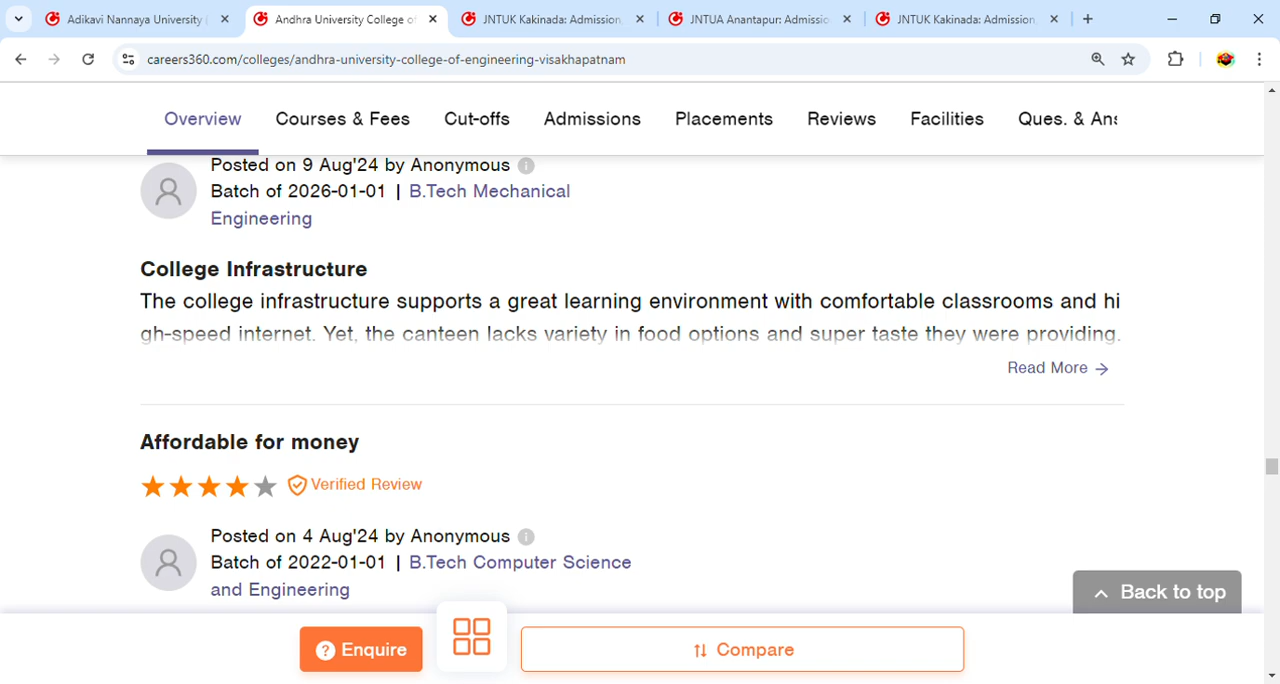 Adikavi Nannaya University
Andhra University College of
JNTUK Kakinada: Admission
JNTUA Anantapur: Admissio
JNTUK Kakinada: Admission,
careers360.com/colleges/andhra-university-college-of-engineering-visakhapatnam
Overview Courses & Fees Cut-offs Admissions Placements Reviews Facilities Ques. & Ans
Posted on 9 Aug'24 by Anonymous
Batch of 2026-01-01 | B.Tech Mechanical
Engineering
College Infrastructure
The college infrastructure supports a great learning environment with comfortable classrooms and hi
gh-speed internet. Yet, the canteen lacks variety in food options and super taste they were providing.
Read More →
Affordable for money
Verified Review
Posted on 4 Aug'24 by Anonymous
Batch of 2022-01-01 | B.Tech Computer Science
and Engineering
Back to top
Enquire
Compare